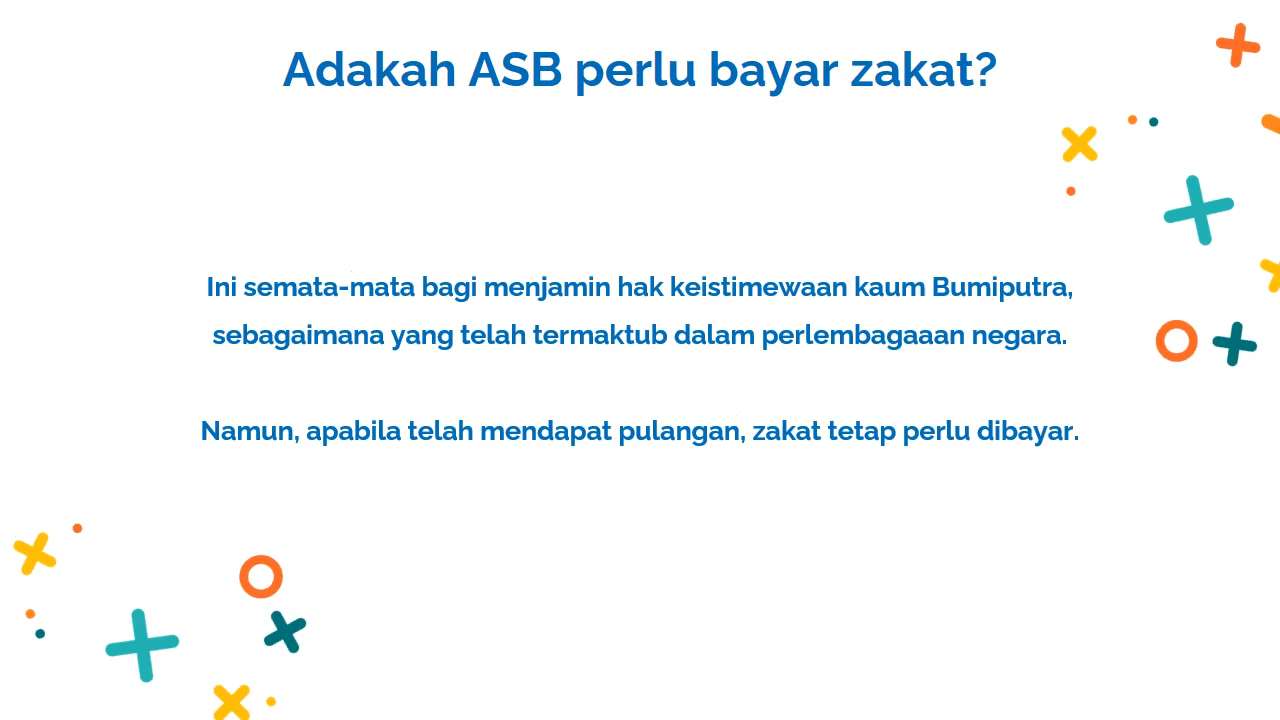 Adakah ASB perlu bayar zakat?
Ini semata-mata bagi menjamin hak keistimewaan kaum Bumiputra,
sebagaimana yang telah termaktub dalam perlembagaaan negara.
Namun, apabila telah mendapat pulangan, zakat tetap perlu dibayar.